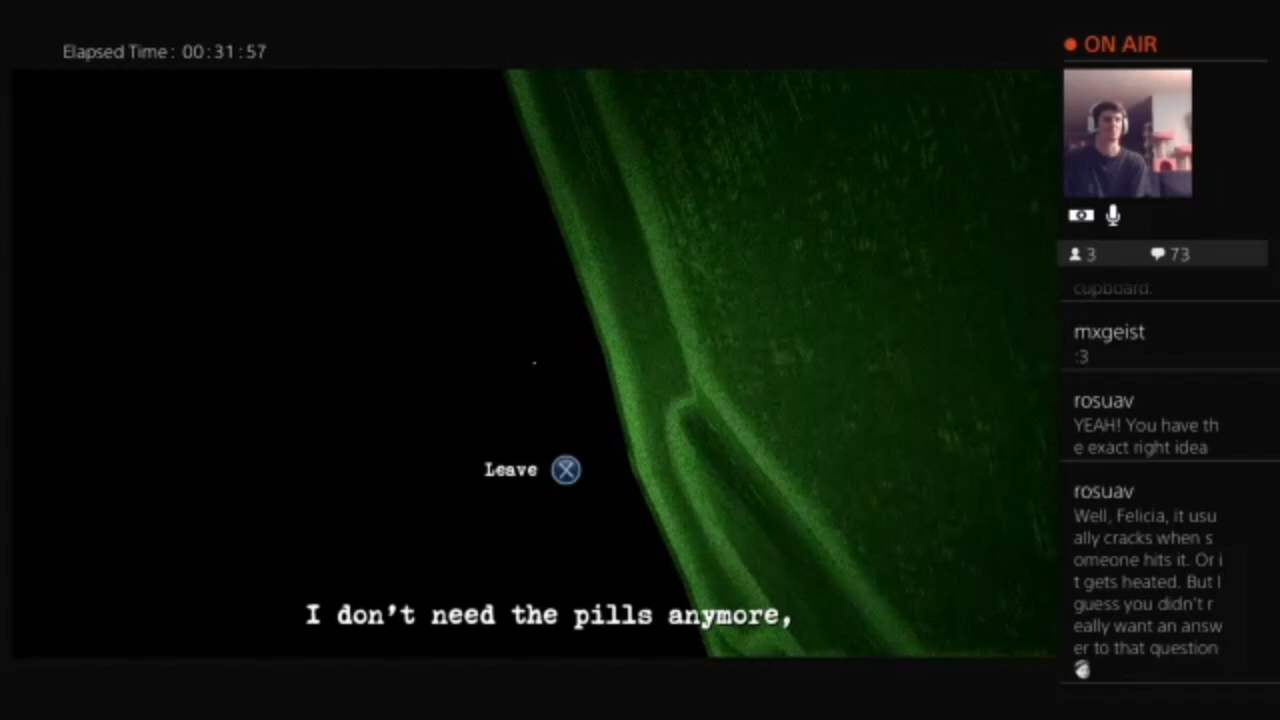 Elapsed Time: 00:31:57
ON AIR
3
73
cupboard.
mxgeist
:3
rosuav
YEAH! You have th
e exact right idea
rosuav
Well, Felicia, it usu
ally cracks when s
omeone hits it. Or i
t gets heated. But I
guess you didn't r
eally want an answ
er to that question
Leave
I don't need the pills anymore,